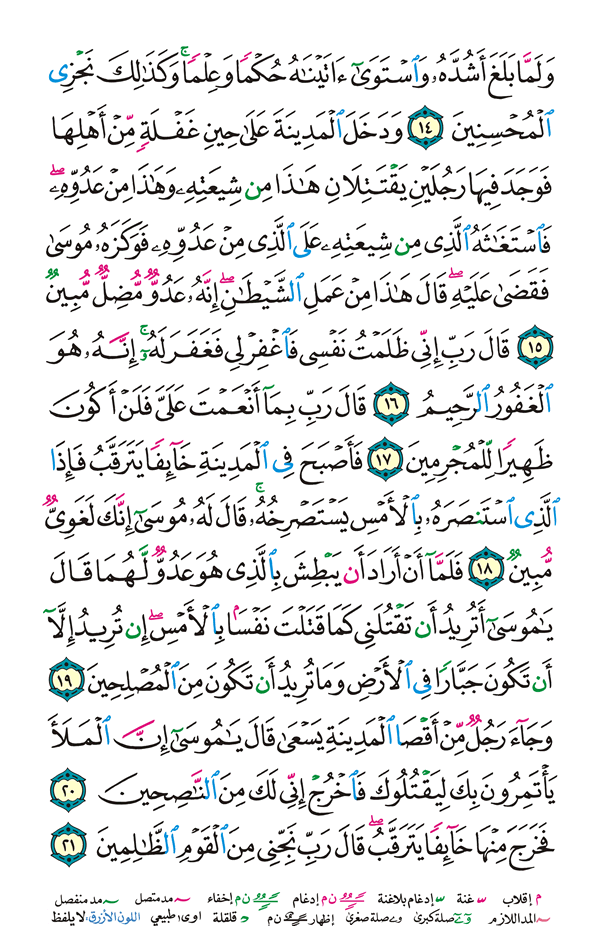 وَلَمَّا بَلَغَ أَشُدَّهُۥ وَٱسْتَوَىٰٓ ءَاتَيْنَٰهُ حُكْمًا وَعِلْمًا ۚ وَكَذَٰلِكَ نَجْزِى
ٱلْمُحْسِنِينَ ١٤ وَدَخَلَ ٱلْمَدِينَةَ عَلَىٰ حِينِ غَفْلَةٍ مِّنْ أَهْلِهَا
فَوَجَدَ فِيهَا رَجُلَيْنِ يَقْتَتِلَانِ هَٰذَا مِن شِيعَتِهِۦ وَهَٰذَا مِنْ عَدُوِّهِۦ ۖ
فَٱسْتَغَٰثَهُ ٱلَّذِى مِن شِيعَتِهِۦ عَلَى ٱلَّذِى مِنْ عَدُوِّهِۦ فَوَكَزَهُۥ مُوسَىٰ
فَقَضَىٰ عَلَيْهِ ۖ قَالَ هَٰذَا مِنْ عَمَلِ ٱلشَّيْطَٰنِ ۖ إِنَّهُۥ عَدُوٌّ مُّضِلٌّ مُّبِينٌ
١٥ قَالَ رَبِّ إِنِّى ظَلَمْتُ نَفْسِى فَٱغْفِرْ لِى فَغَفَرَ لَهُۥٓ ۚ إِنَّهُۥ هُوَ
ٱلْغَفُورُ ٱلرَّحِيمُ ١٦ قَالَ رَبِّ بِمَآ أَنْعَمْتَ عَلَىَّ فَلَنْ أَكُونَ
ظَهِيرًا لِّلْمُجْرِمِينَ ١٧ فَأَصْبَحَ فِى ٱلْمَدِينَةِ خَآئِفًا يَتَرَقَّبُ فَإِذَا
ٱلَّذِى ٱسْتَنصَرَهُۥ بِٱلْأَمْسِ يَسْتَصْرِخُهُۥ ۚ قَالَ لَهُۥ مُوسَىٰٓ إِنَّكَ لَغَوِىٌّ
مُّبِينٌ ١٨ فَلَمَّآ أَنْ أَرَادَ أَن يَبْطِشَ بِٱلَّذِى هُوَ عَدُوٌّ لَّهُمَا قَالَ
يَٰمُوسَىٰٓ أَتُرِيدُ أَن تَقْتُلَنِى كَمَا قَتَلْتَ نَفْسًۢا بِٱلْأَمْسِ ۖ إِن تُرِيدُ إِلَّآ
أَن تَكُونَ جَبَّارًا فِى ٱلْأَرْضِ وَمَا تُرِيدُ أَن تَكُونَ مِنَ ٱلْمُصْلِحِينَ ١٩
وَجَآءَ رَجُلٌ مِّنْ أَقْصَا ٱلْمَدِينَةِ يَسْعَىٰ قَالَ يَٰمُوسَىٰٓ إِنَّ ٱلْمَلَأَ
يَأْتَمِرُونَ بِكَ لِيَقْتُلُوكَ فَٱخْرُجْ إِنِّى لَكَ مِنَ ٱلنَّٰصِحِينَ ٢٠
فَخَرَجَ مِنْهَا خَآئِفًا يَتَرَقَّبُ ۖ قَالَ رَبِّ نَجِّنِى مِنَ ٱلْقَوْمِ ٱلظَّٰلِمِينَ ٢١
م إقلاب غنة إدغام بلاغنة ن م إدغام ن م إخفاء مد متصل مد منفصل
المد اللازم صلة كبرى صلة صغرى إظهار ن م قلقلة اوى؛ طبيعي اللون الأزرق: لا يلفظ